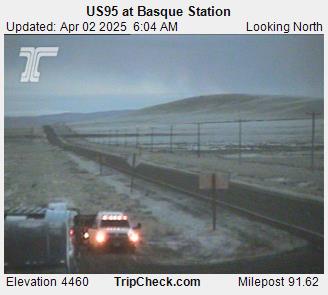 US95 at Basque Station
Updated: Apr 02 2025 6:04 AM Looking North
Elevation 4460 TripCheck.com Milepost 91.62